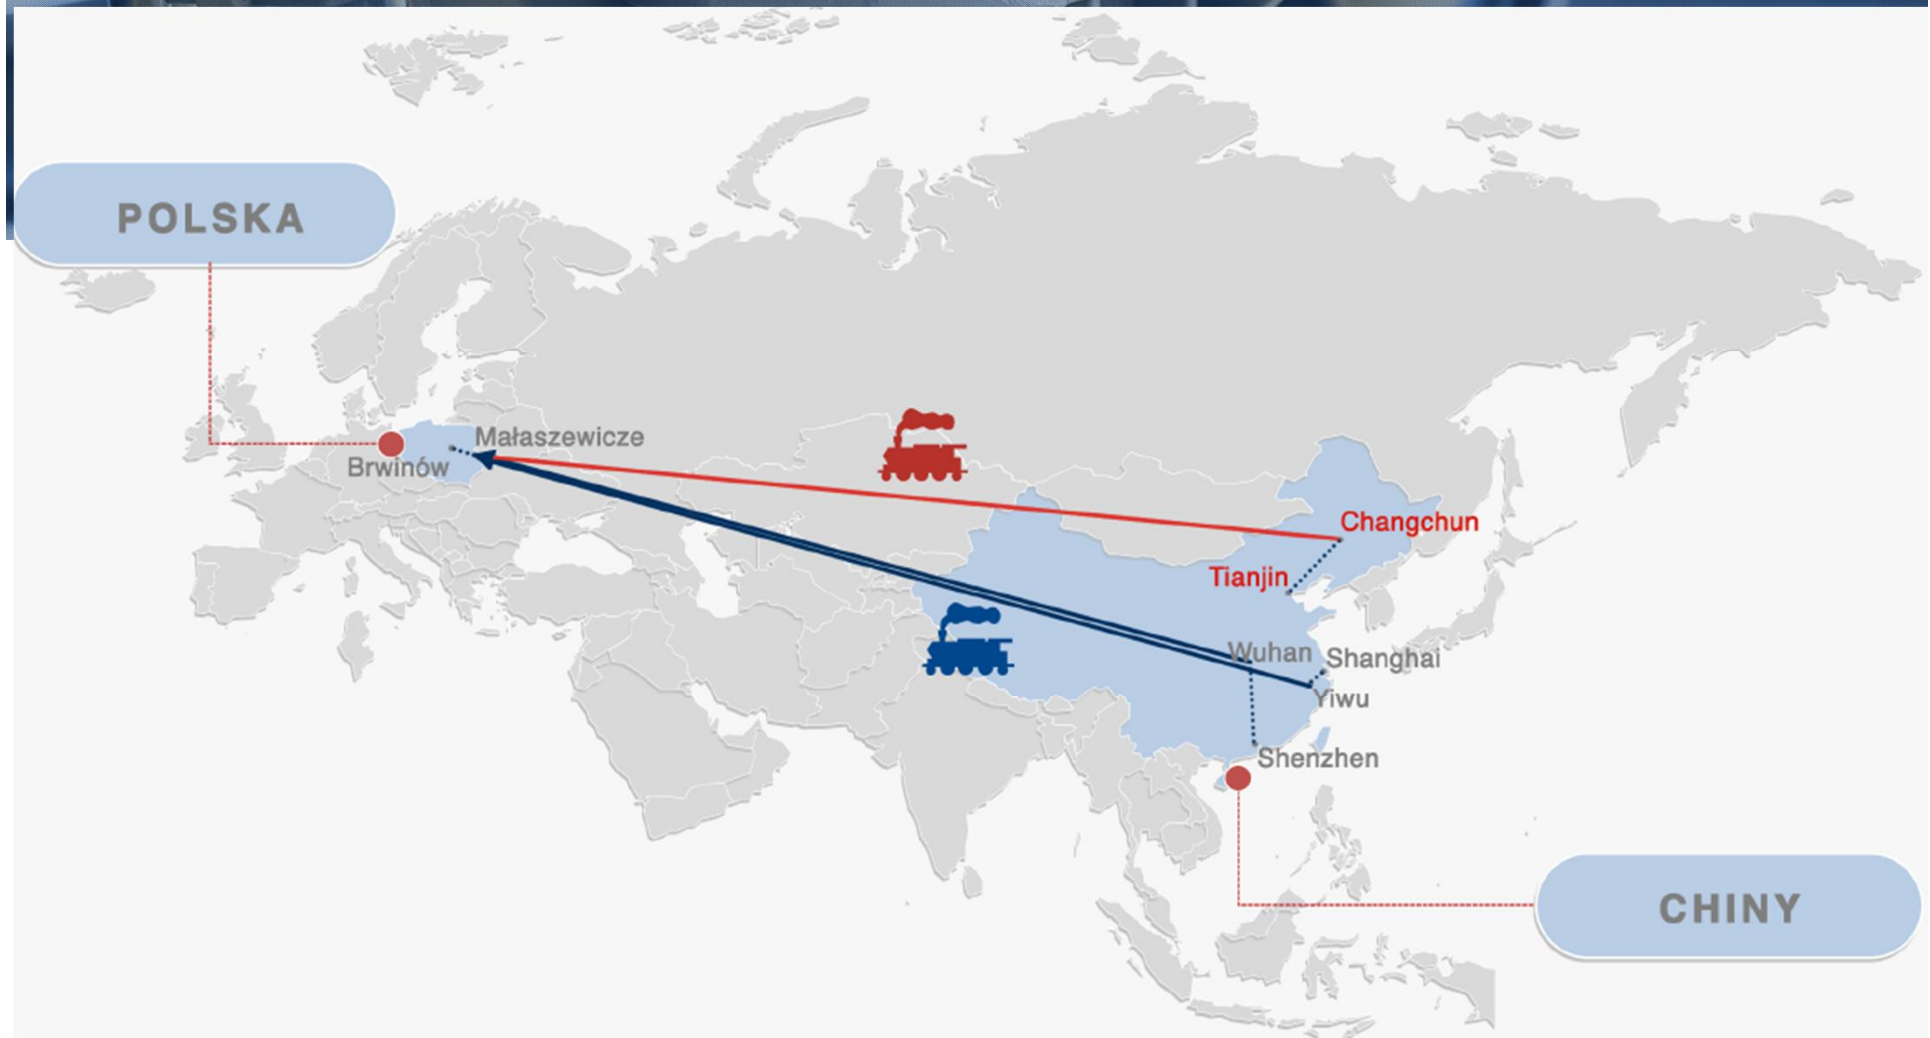 POLSKA
Małaszewicze
Brwinów
Changchun
Tianjin
Wuhan
Shanghai
Yiwu
Shenzhen
CHINY